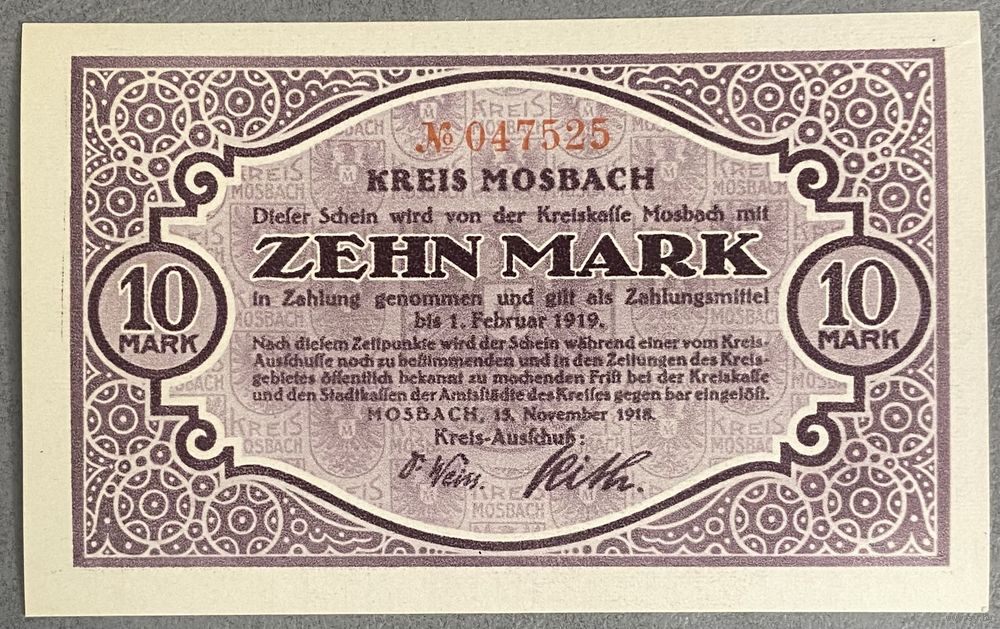 № 047525
KREIS MOSBACH
Dieser Schein wird von der Kreiskasse Mosbach mit
ZEHN MARK
in Zahlung genommen und gilt als Zahlungsmittel
bis 1. Februar 1919.
Nach diesem Zeitpunkte wird der Schein während einer vom Kreis-
Ausschusse noch zu bestimmenden und in den Zeitungen des Kreis-
gebietes öffentlich bekannt zu machenden Frist bei der Kreiskasse
und den Stadtkassen der Amtsstädte des Kreises gegen bar eingelöst.
MOSBACH, 15. November 1918.
Kreis-Ausschuß:
10
MARK
10
MARK
KREIS
MOSBACH